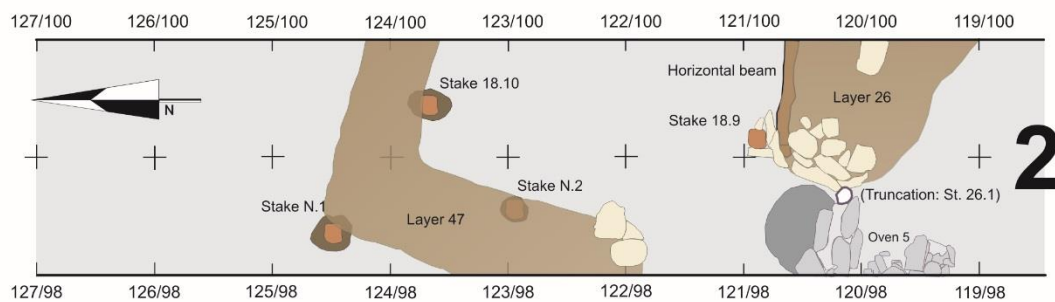 127/100 126/100 125/100 124/100 123/100 122/100 121/100 120/100 119/100
Stake 18.10
Horizontal beam
Layer 26
N
Stake 18.9
2
Stake N.1
Stake N.2
(Truncation: St. 26.1)
Layer 47
Oven 5
127/98 126/98 125/98 124/98 123/98 122/98 121/98 120/98 119/98